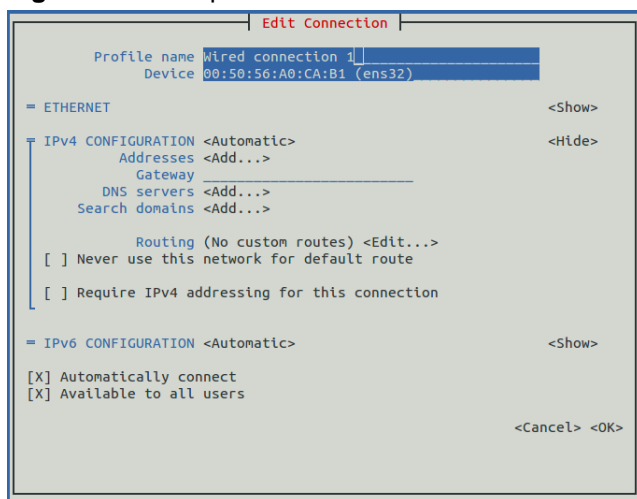 Edit Connection
Profile name Wired connection 1
Device 00:50:56:A0:CA:B1 (ens32)
= ETHERNET <Show>
IPv4 CONFIGURATION <Automatic> <Hide>
Addresses <Add...>
Gateway
DNS servers <Add...>
Search domains <Add...>
Routing (No custom routes) <Edit...>
[ ] Never use this network for default route
[ ] Require IPv4 addressing for this connection
= IPv6 CONFIGURATION <Automatic> <Show>
[X] Automatically connect
[X] Available to all users
<Cancel> <OK>